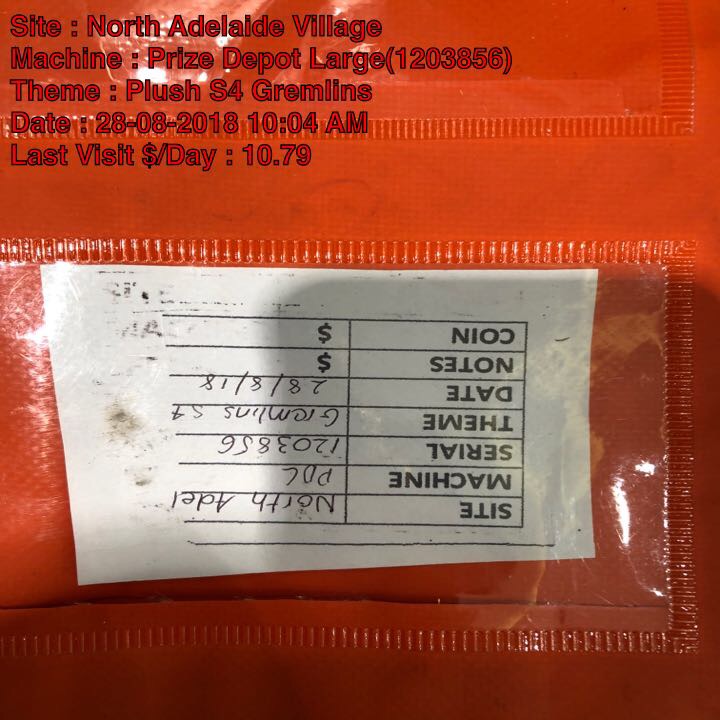 Site : North Adelaide Village
Machine : Prize Depot Large(1203856)
Theme : Plush S4 Gremlins
Date : 28-08-2018 10:04 AM
Last Visit $/Day : 10.79
SITE North Adel
MACHINE PDL
SERIAL 1203856
THEME Gremlins S4
DATE 28/8/18
NOTES $
COIN $